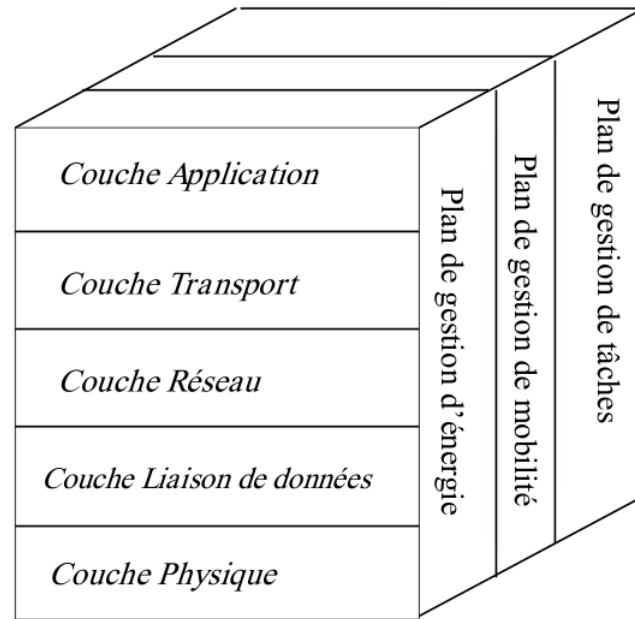 Couche Application
Couche Transport
Couche Réseau
Couche Liaison de données
Couche Physique
Plan de gestion d'énergie
Plan de gestion de mobilité
Plan de
gestion de tâches